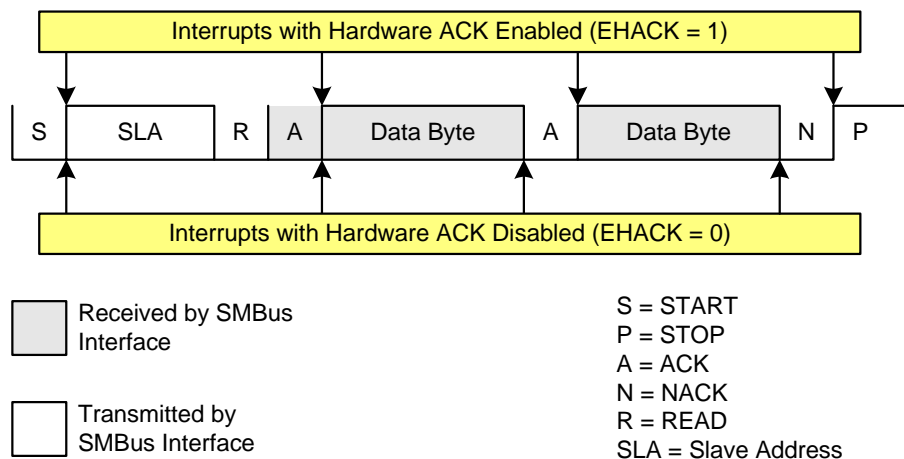 Interrupts with Hardware ACK Enabled (EHACK = 1)
S SLA R A Data Byte A Data Byte N P
Interrupts with Hardware ACK Disabled (EHACK = 0)
Received by SMBus
Interface
Transmitted by
SMBus Interface
S = START
P = STOP
A = ACK
N = NACK
R = READ
SLA = Slave Address